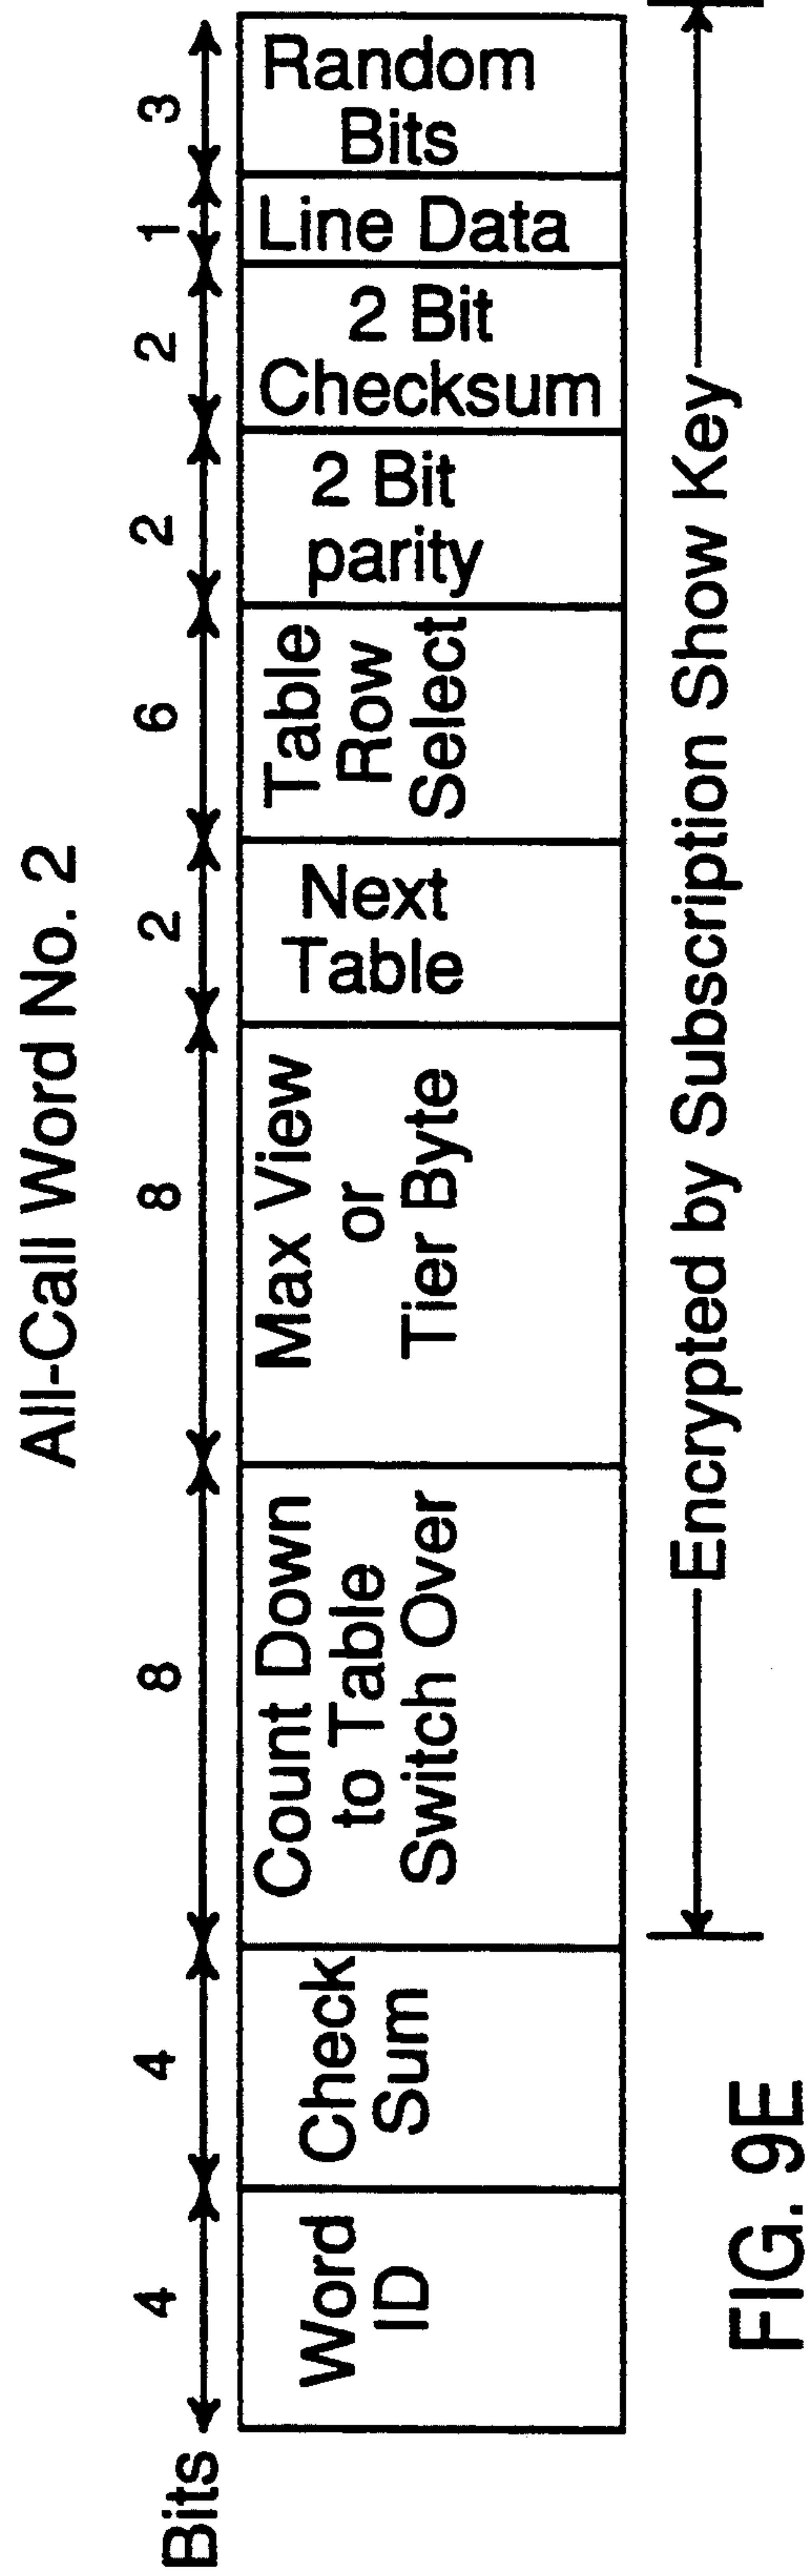 All-Call Word No. 2
Bits
4
4
8
8
2
6
2
2
1
3
Word
ID
Check
Sum
Count Down
to Table
Switch Over
Max View
or
Tier Byte
Next
Table
Table
Row
Select
2 Bit
parity
2 Bit
Checksum
Line Data
Random
Bits
Encrypted by Subscription Show Key
FIG. 9E